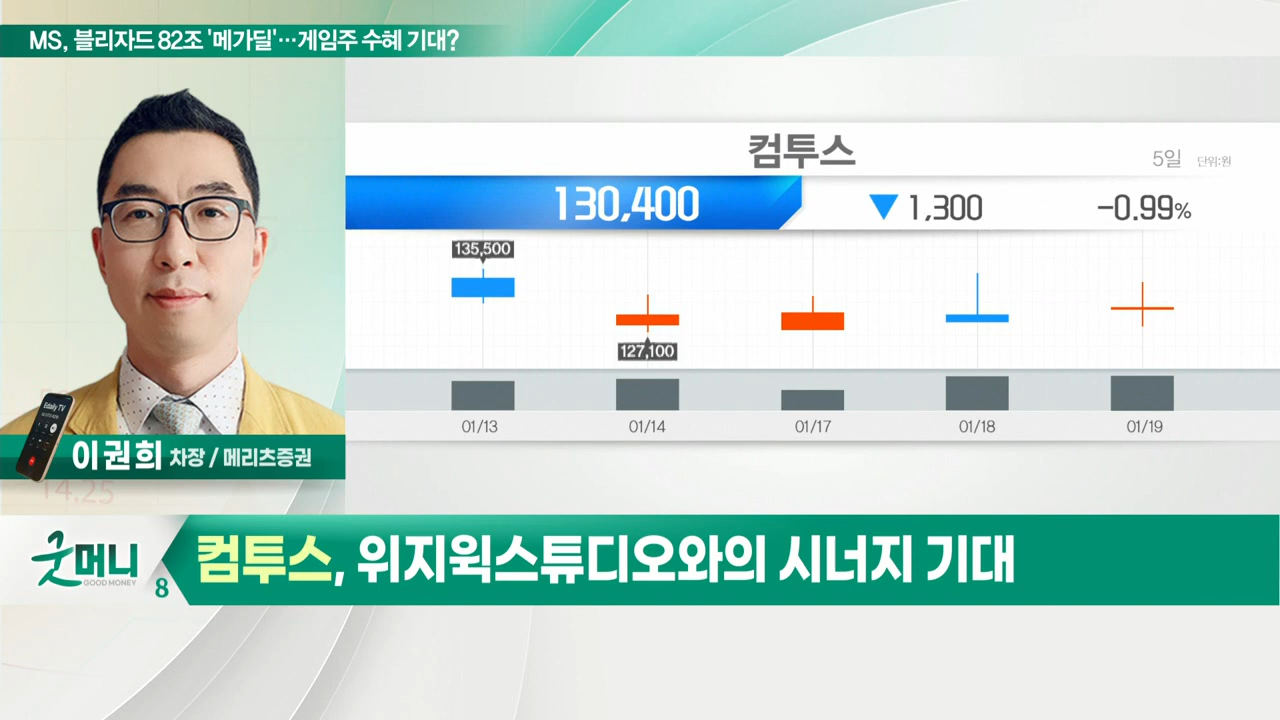 MS, 블리자드 82조 '메가딜'…게임주 수혜 기대?
컴투스
5일 단위:원
130,400 ▼ 1,300 -0.99%
135,500
127,100
01/13 01/14 01/17 01/18 01/19
Edaily TV
이권희 차장 / 메리츠증권
14.25
굿머니
GOOD MONEY
8
컴투스, 위지윅스튜디오와의 시너지 기대